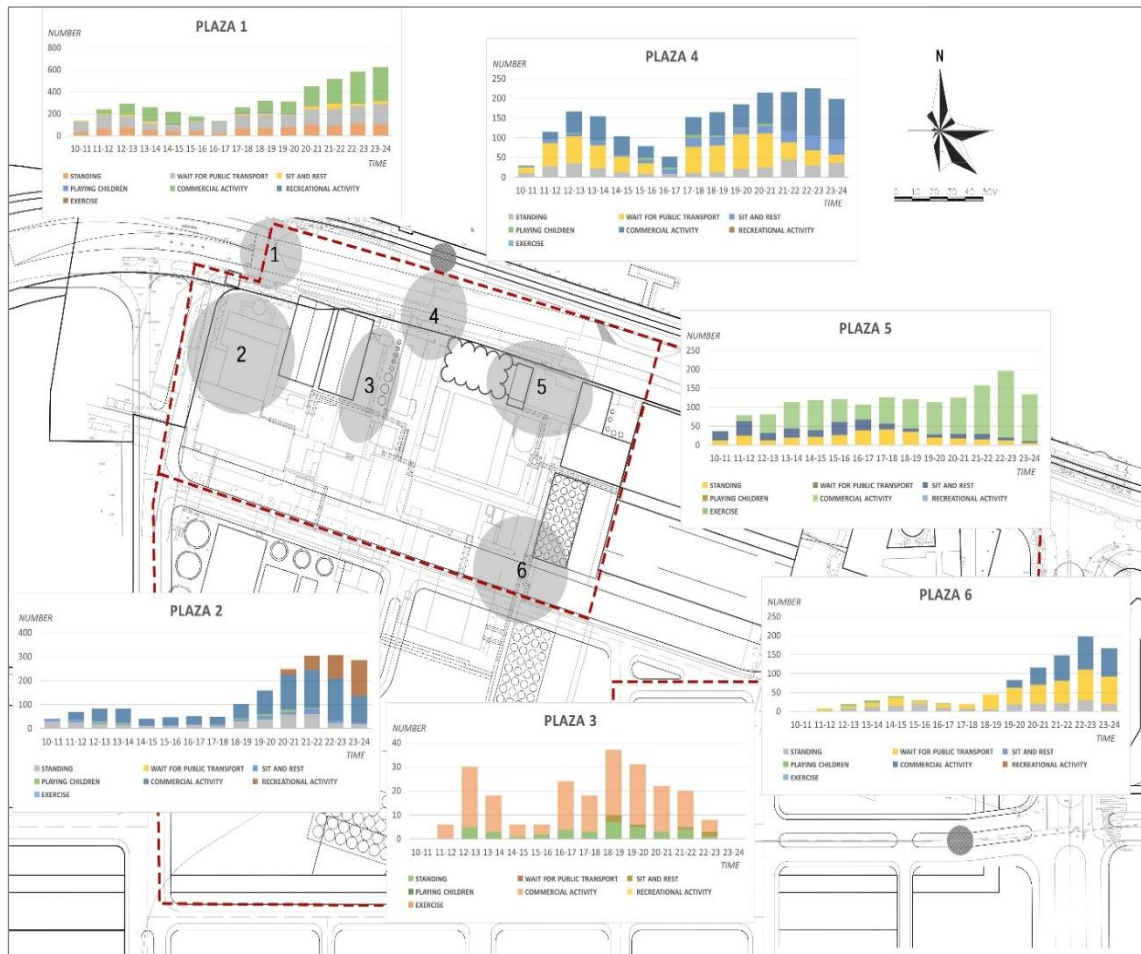 PLAZA 1
NUMBER
800
600
400
200
0
10-11 11-12 12-13 13-14 14-15 15-16 16-17 17-18 18-19 19-20 20-21 21-22 22-23 23-24
TIME
STANDING WAIT FOR PUBLIC TRANSPORT SIT AND REST
PLAYING CHILDREN COMMERCIAL ACTIVITY RECREATIONAL ACTIVITY
EXERCISE
PLAZA 4
NUMBER
250
200
150
100
50
0
10-11 11-12 12-13 13-14 14-15 15-16 16-17 17-18 18-19 19-20 20-21 21-22 22-23 23-24
TIME
STANDING WAIT FOR PUBLIC TRANSPORT SIT AND REST
PLAYING CHILDREN COMMERCIAL ACTIVITY RECREATIONAL ACTIVITY
EXERCISE
N
0 10 20 30 40 50V
1
2
3
4
5
6
PLAZA 5
NUMBER
250
200
150
100
50
0
10-11 11-12 12-13 13-14 14-15 15-16 16-17 17-18 18-19 19-20 20-21 21-22 22-23 23-24
TIME
STANDING WAIT FOR PUBLIC TRANSPORT SIT AND REST
PLAYING CHILDREN COMMERCIAL ACTIVITY RECREATIONAL ACTIVITY
EXERCISE
PLAZA 2
NUMBER
400
300
200
100
0
10-11 11-12 12-13 13-14 14-15 15-16 16-17 17-18 18-19 19-20 20-21 21-22 22-23 23-24
TIME
STANDING WAIT FOR PUBLIC TRANSPORT SIT AND REST
PLAYING CHILDREN COMMERCIAL ACTIVITY RECREATIONAL ACTIVITY
EXERCISE
PLAZA 3
NUMBER
40
30
20
10
0
10-11 11-12 12-13 13-14 14-15 15-16 16-17 17-18 18-19 19-20 20-21 21-22 22-23 23-24
TIME
STANDING WAIT FOR PUBLIC TRANSPORT SIT AND REST
PLAYING CHILDREN COMMERCIAL ACTIVITY RECREATIONAL ACTIVITY
EXERCISE
PLAZA 6
NUMBER
250
200
150
100
50
0
10-11 11-12 12-13 13-14 14-15 15-16 16-17 17-18 18-19 19-20 20-21 21-22 22-23 23-24
TIME
STANDING WAIT FOR PUBLIC TRANSPORT SIT AND REST
PLAYING CHILDREN COMMERCIAL ACTIVITY RECREATIONAL ACTIVITY
EXERCISE